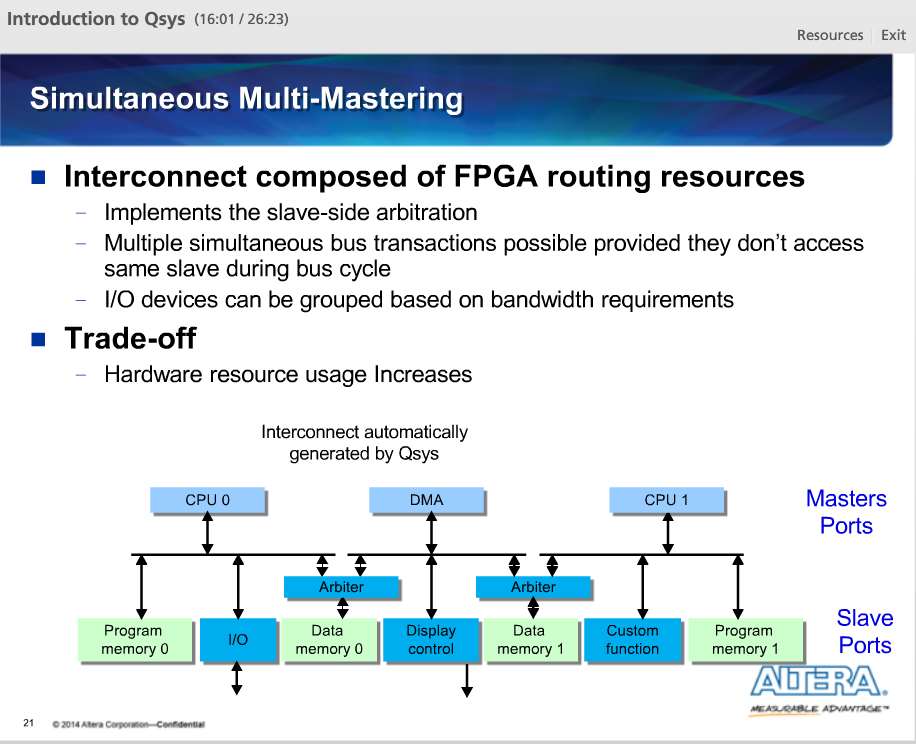 Introduction to Qsys (16:01 / 26:23)
Resources Exit
Simultaneous Multi-Mastering
Interconnect composed of FPGA routing resources
– Implements the slave-side arbitration
– Multiple simultaneous bus transactions possible provided they don’t access
same slave during bus cycle
– I/O devices can be grouped based on bandwidth requirements
Trade-off
– Hardware resource usage Increases
Interconnect automatically
generated by Qsys
CPU 0 DMA CPU 1
Masters
Ports
Arbiter Arbiter
Program
memory 0
I/O
Data
memory 0
Display
control
Data
memory 1
Custom
function
Program
memory 1
Slave
Ports
ALTERA.
MEASURABLE ADVANTAGE™
21 © 2014 Altera Corporation—Confidential